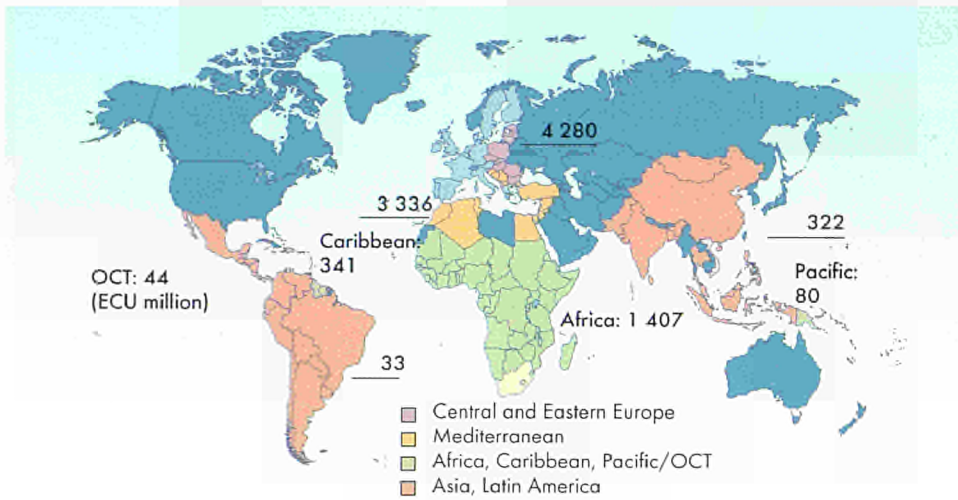 4 280
3 336
322
Caribbean:
341
OCT: 44
(ECU million)
Pacific:
80
Africa: 1 407
33
Central and Eastern Europe
Mediterranean
Africa, Caribbean, Pacific/OCT
Asia, Latin America